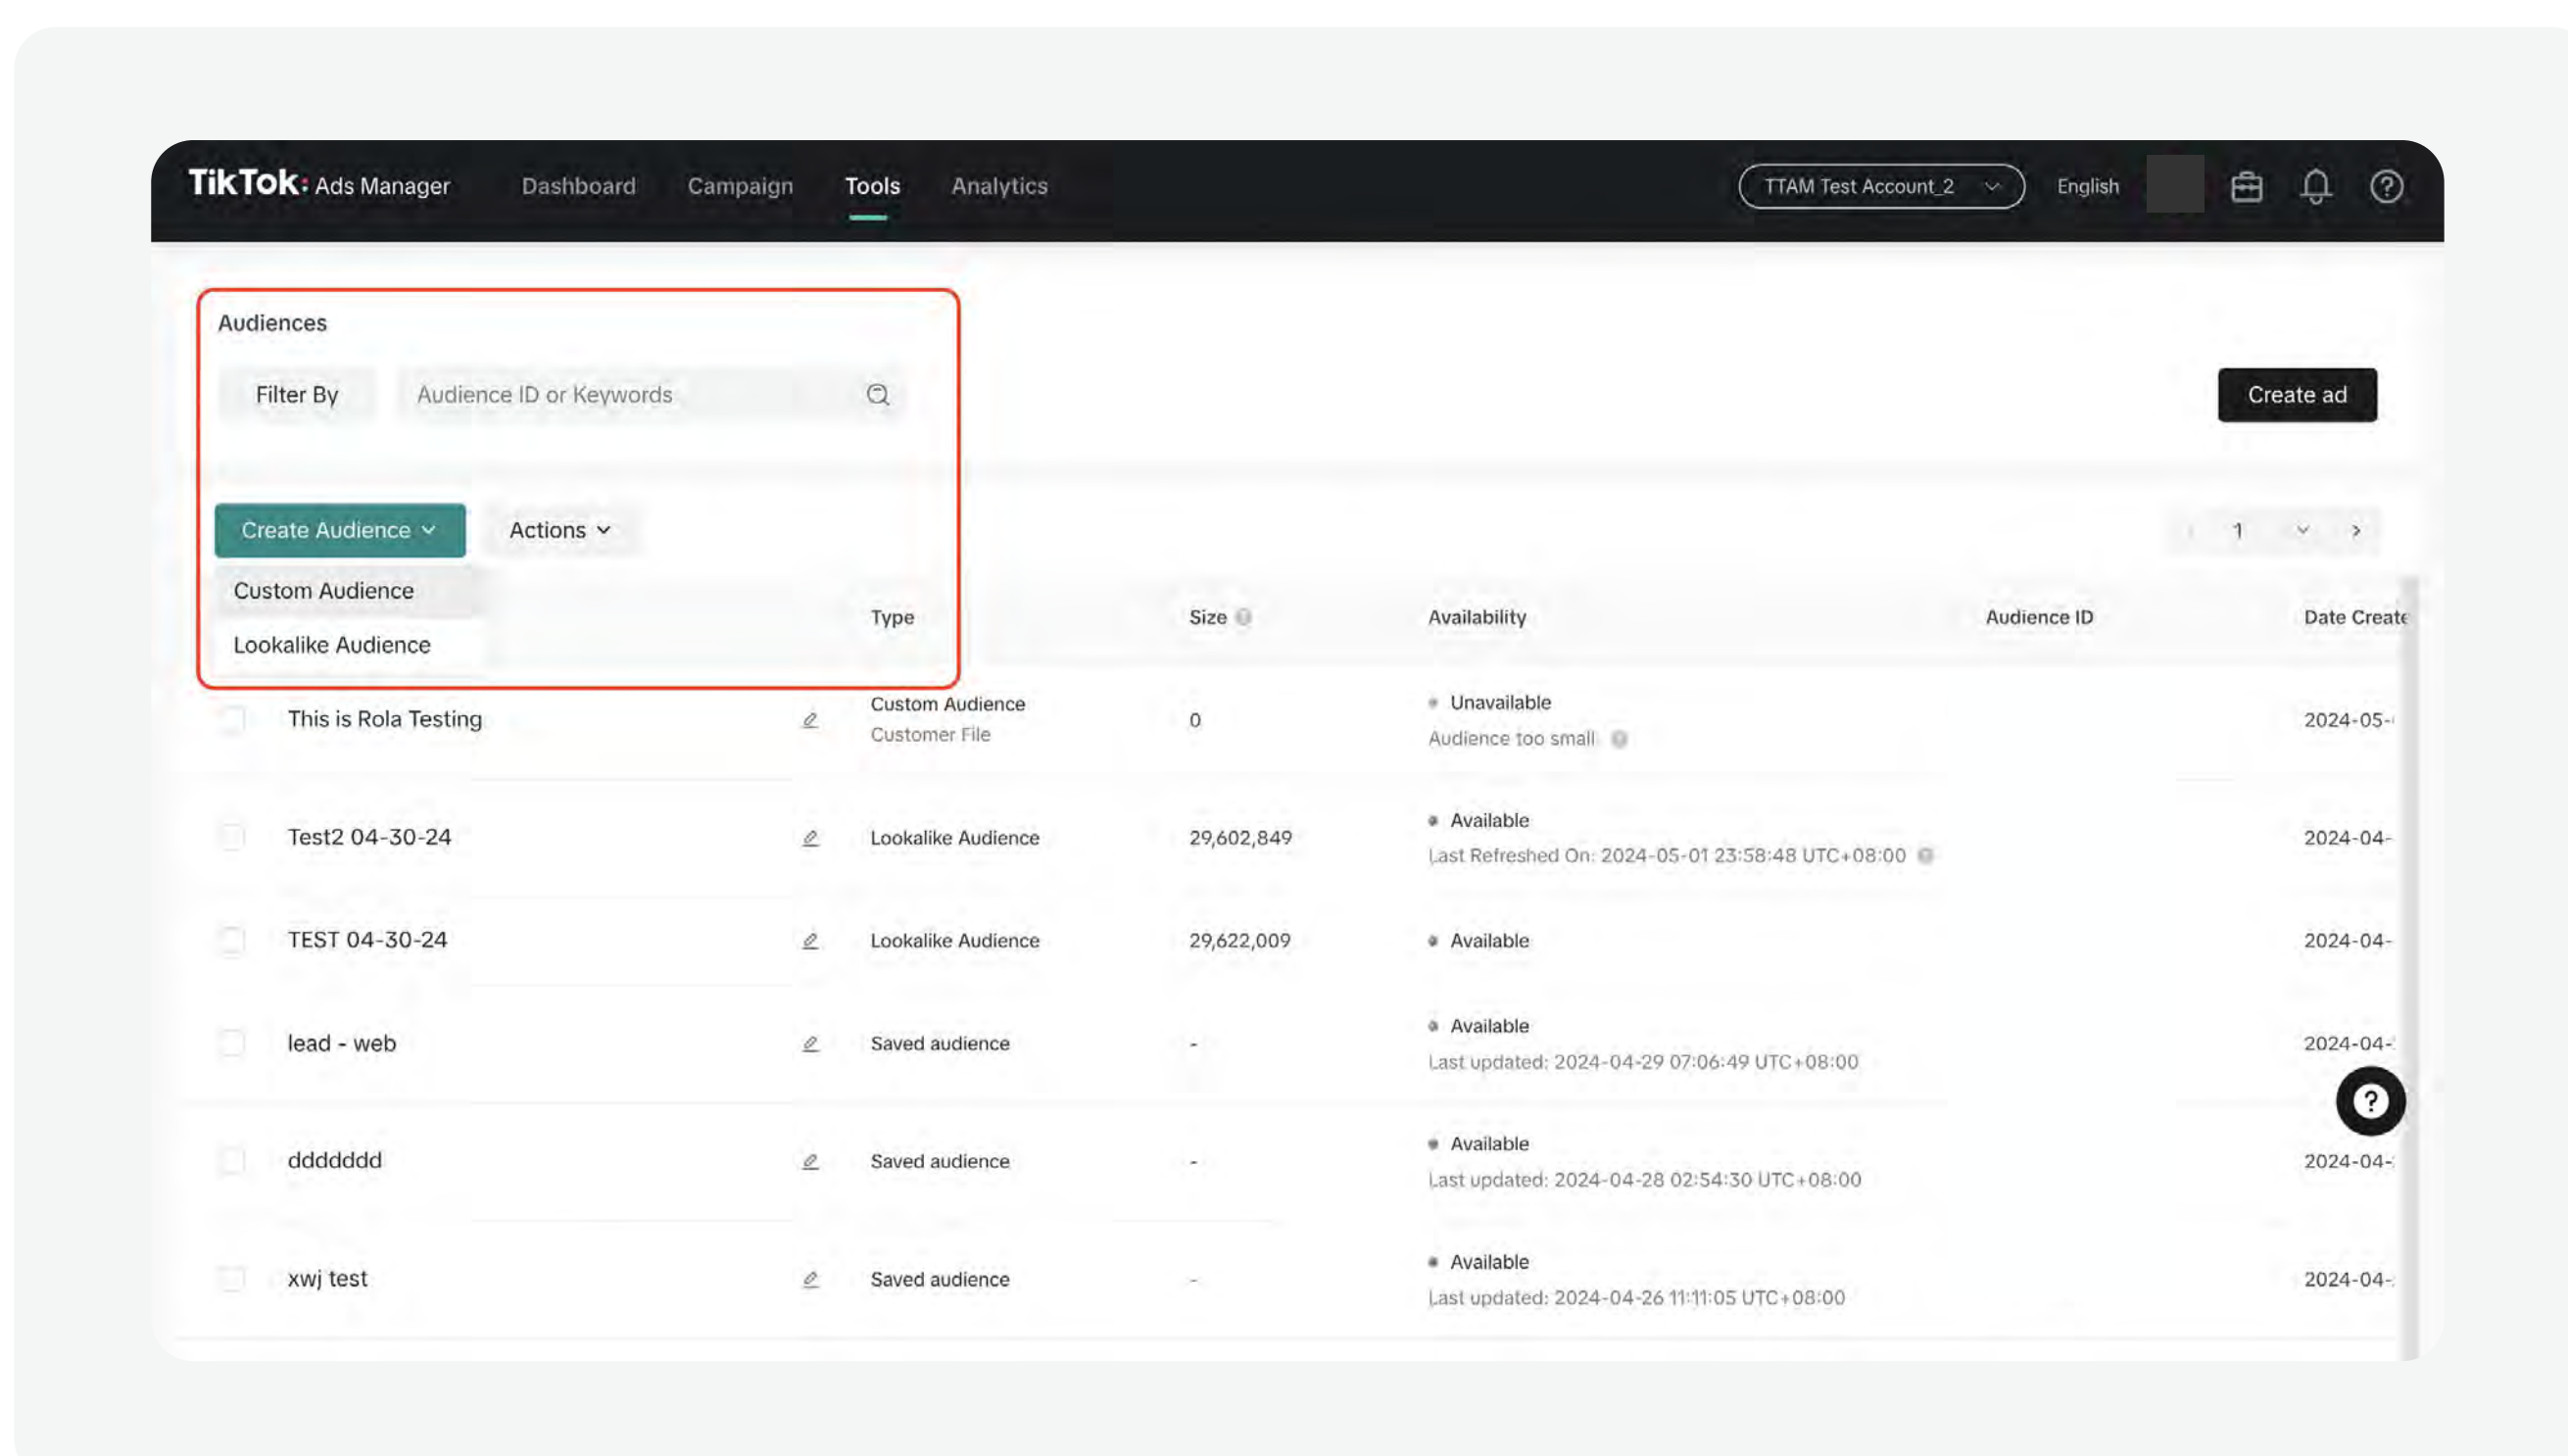 TikTok: Ads Manager Dashboard Campaign Tools Analytics TTAM Test Account_2 English
Audiences
Filter By Audience ID or Keywords Create ad
Create Audience Actions 1
Custom Audience
Lookalike Audience
Type Size Availability Audience ID Date Create
This is Rola Testing Custom Audience 0 Unavailable 2024-05-
Customer File Audience too small
Test2 04-30-24 Lookalike Audience 29,602,849 Available 2024-04-
Last Refreshed On: 2024-05-01 23:58:48 UTC+08:00
TEST 04-30-24 Lookalike Audience 29,622,009 Available 2024-04-
lead - web Saved audience - Available 2024-04-
Last updated: 2024-04-29 07:06:49 UTC+08:00
ddddddd Saved audience - Available 2024-04-
Last updated: 2024-04-28 02:54:30 UTC+08:00
xwj test Saved audience - Available 2024-04-
Last updated: 2024-04-26 11:11:05 UTC+08:00